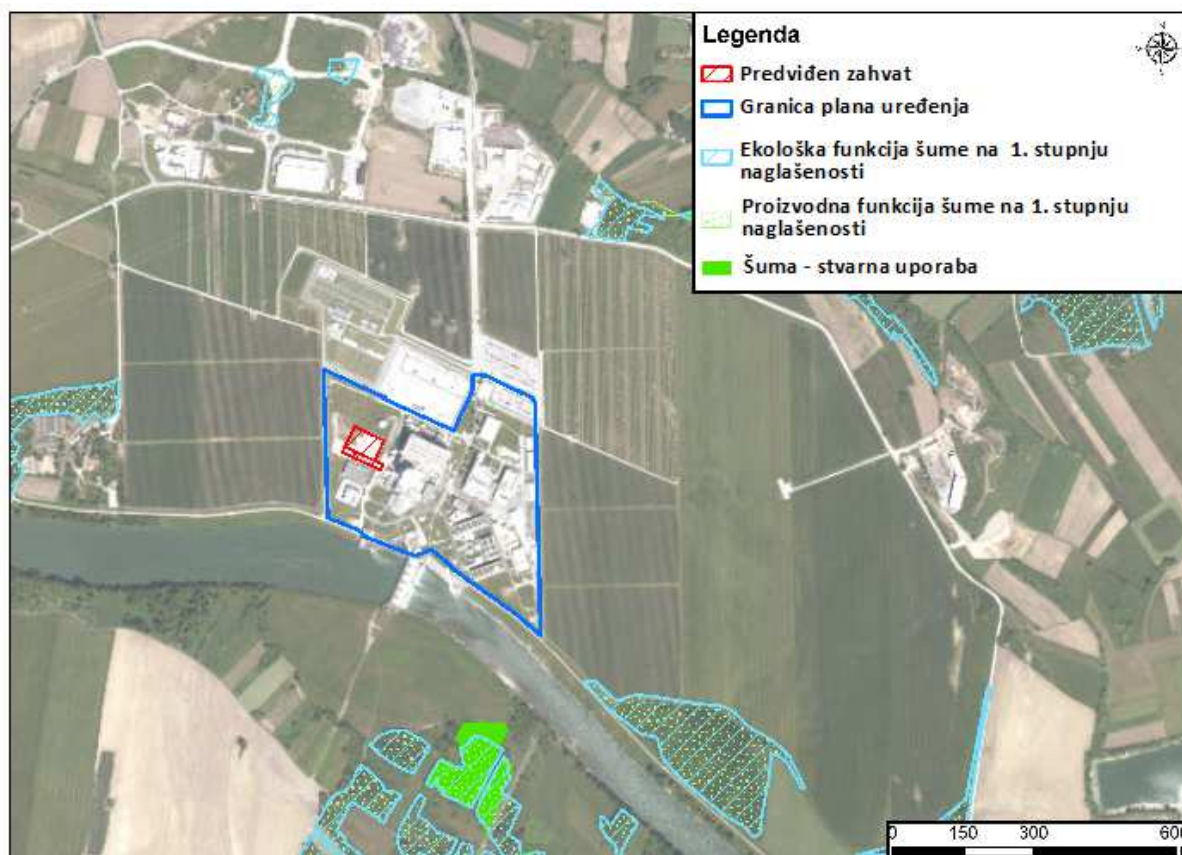 Legenda
Predviđen zahvat
Granica plana uređenja
Ekološka funkcija šume na 1. stupnju
naglašenosti
Proizvodna funkcija šume na 1. stupnju
naglašenosti
Šuma - stvarna uporaba
0 150 300